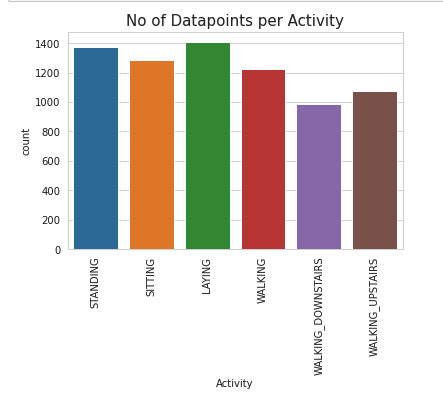 No of Datapoints per Activity
1400
1200
1000
800
600
400
200
0
count
STANDING
SITTING
LAYING
WALKING
WALKING_DOWNSTAIRS
WALKING_UPSTAIRS
Activity